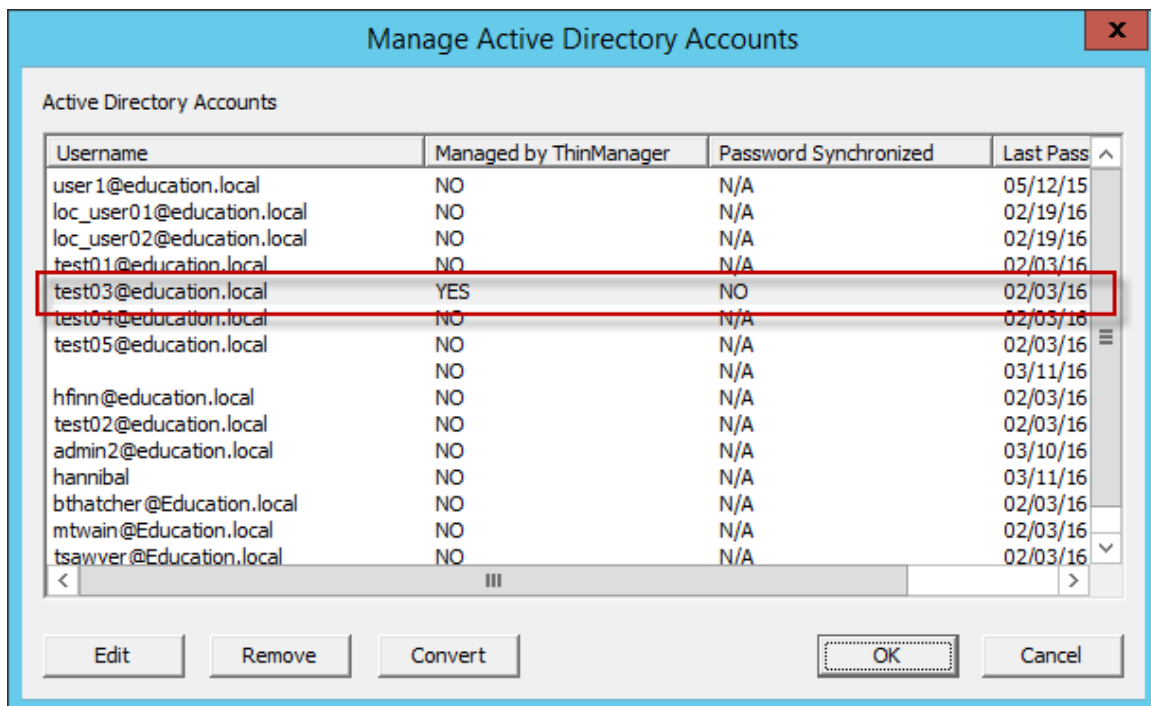 Manage Active Directory Accounts
x
Active Directory Accounts
Username Managed by ThinManager Password Synchronized Last Pass
user1@education.local NO N/A 05/12/15
loc_user01@education.local NO N/A 02/19/16
loc_user02@education.local NO N/A 02/19/16
test01@education.local NO N/A 02/03/16
test03@education.local YES NO 02/03/16
test04@education.local NO N/A 02/03/16
test05@education.local NO N/A 02/03/16
NO N/A 03/11/16
hfinn@education.local NO N/A 02/03/16
test02@education.local NO N/A 02/03/16
admin2@education.local NO N/A 03/10/16
hannibal NO N/A 03/11/16
bthatcher@Education.local NO N/A 02/03/16
mtwain@Education.local NO N/A 02/03/16
tsawyer@Education.local NO N/A 02/03/16
Edit Remove Convert OK Cancel